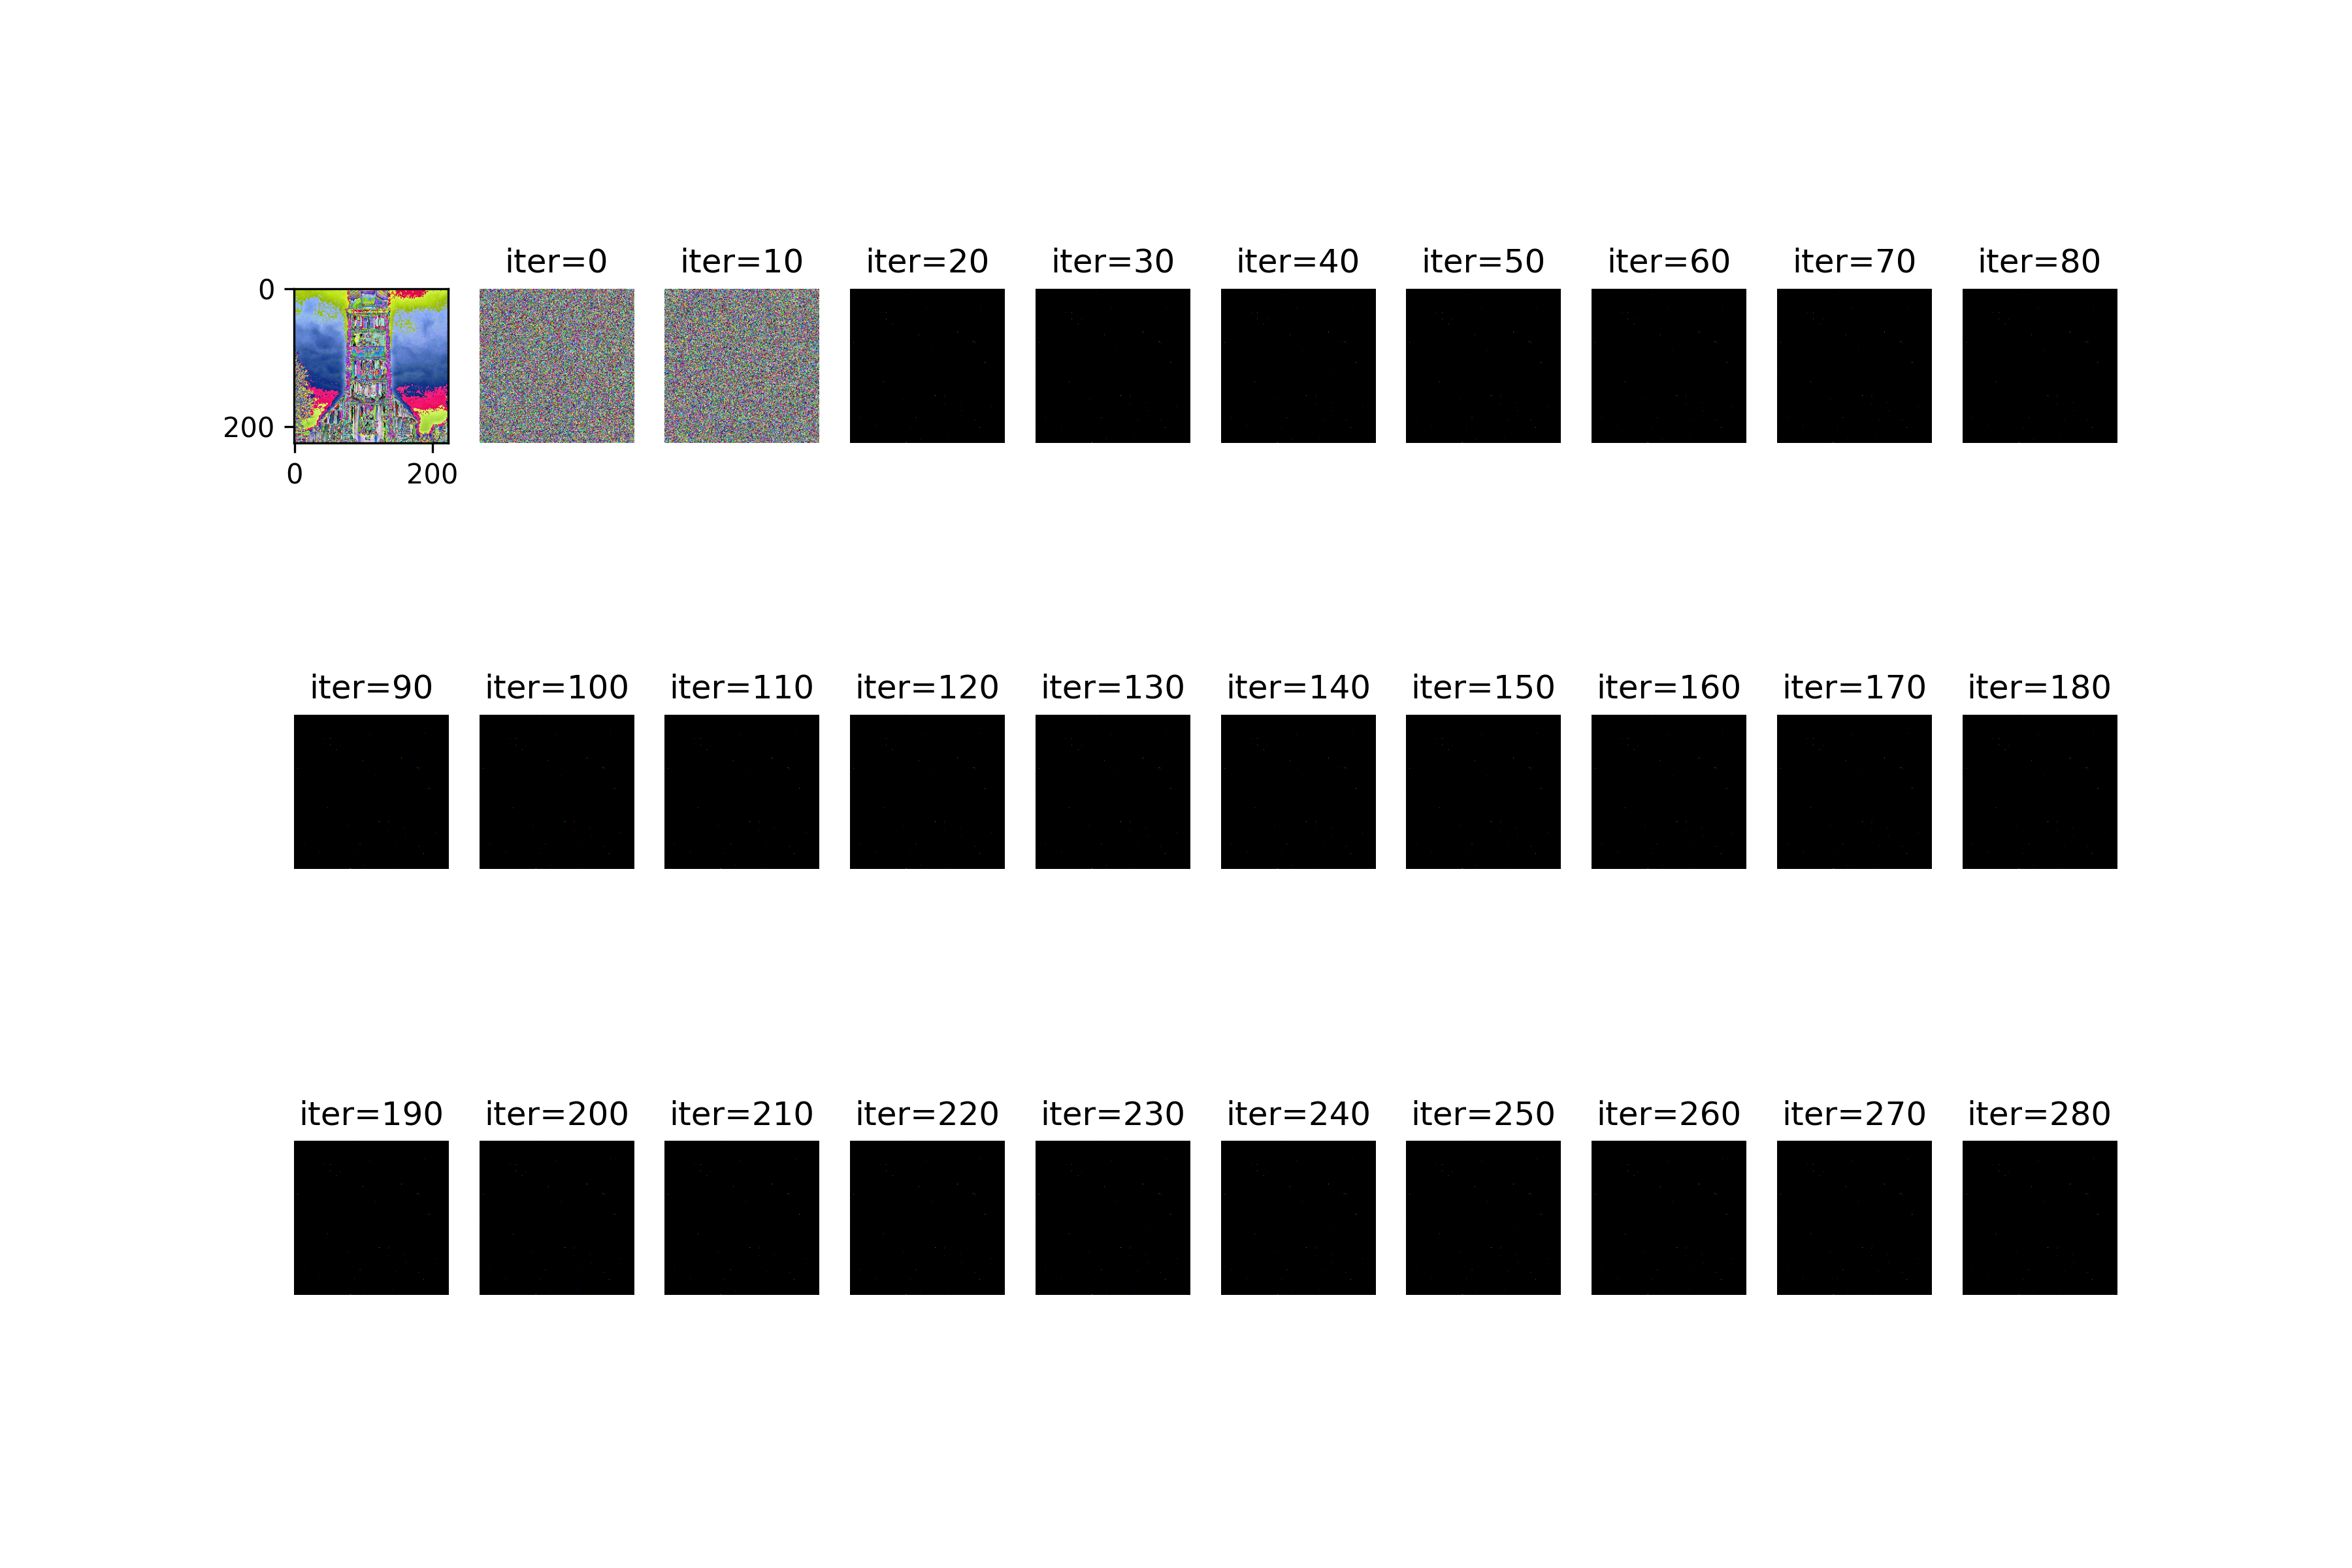 iter=0 iter=10 iter=20 iter=30 iter=40 iter=50 iter=60 iter=70 iter=80
0
200
0 200
iter=90 iter=100 iter=110 iter=120 iter=130 iter=140 iter=150 iter=160 iter=170 iter=180
iter=190 iter=200 iter=210 iter=220 iter=230 iter=240 iter=250 iter=260 iter=270 iter=280